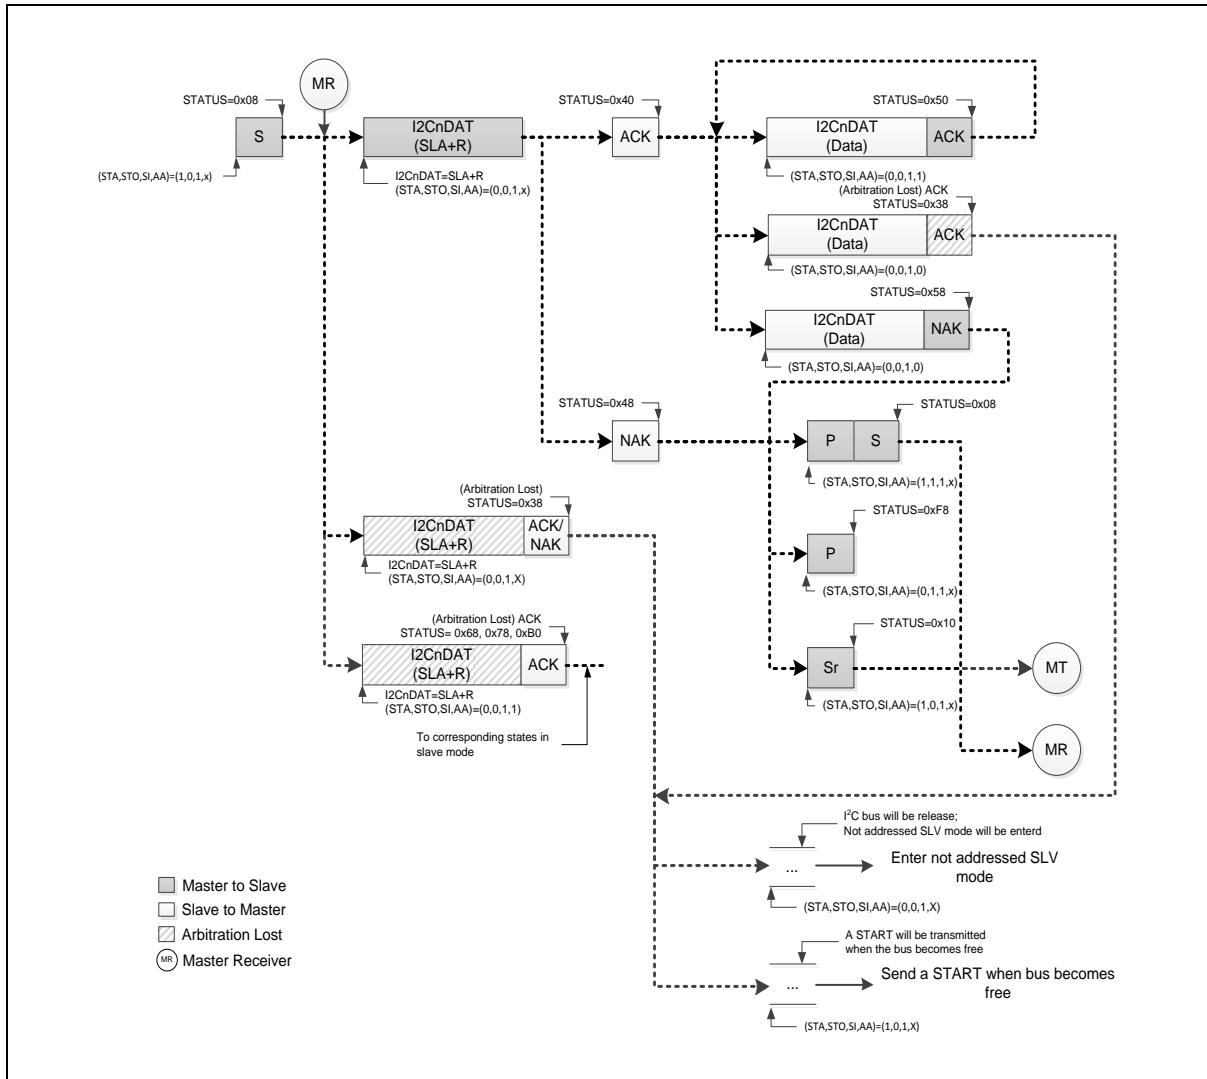 MR
STATUS=0x08
S
(STA,STO,SI,AA)=(1,0,1,x)
I2CnDAT
(SLA+R)
I2CnDAT=SLA+R
(STA,STO,SI,AA)=(0,0,1,x)
STATUS=0x40
ACK
STATUS=0x50
I2CnDAT
(Data)
ACK
(STA,STO,SI,AA)=(0,0,1,1)
(Arbitration Lost) ACK
STATUS=0x38
I2CnDAT
(Data)
ACK
(STA,STO,SI,AA)=(0,0,1,0)
STATUS=0x58
I2CnDAT
(Data)
NAK
(STA,STO,SI,AA)=(0,0,1,0)
STATUS=0x48
NAK
STATUS=0x08
P
S
(STA,STO,SI,AA)=(1,1,1,x)
(Arbitration Lost)
STATUS=0x38
I2CnDAT
(SLA+R)
ACK/
NAK
I2CnDAT=SLA+R
(STA,STO,SI,AA)=(0,0,1,X)
STATUS=0xF8
P
(STA,STO,SI,AA)=(0,1,1,x)
(Arbitration Lost) ACK
STATUS= 0x68, 0x78, 0xB0
I2CnDAT
(SLA+R)
ACK
I2CnDAT=SLA+R
(STA,STO,SI,AA)=(0,0,1,1)
To corresponding states in
slave mode
STATUS=0x10
Sr
(STA,STO,SI,AA)=(1,0,1,x)
MT
MR
I²C bus will be release;
Not addressed SLV mode will be enterd
...
Enter not addressed SLV
mode
(STA,STO,SI,AA)=(0,0,1,X)
A START will be transmitted
when the bus becomes free
...
Send a START when bus becomes
free
(STA,STO,SI,AA)=(1,0,1,X)
Master to Slave
Slave to Master
Arbitration Lost
MR
Master Receiver